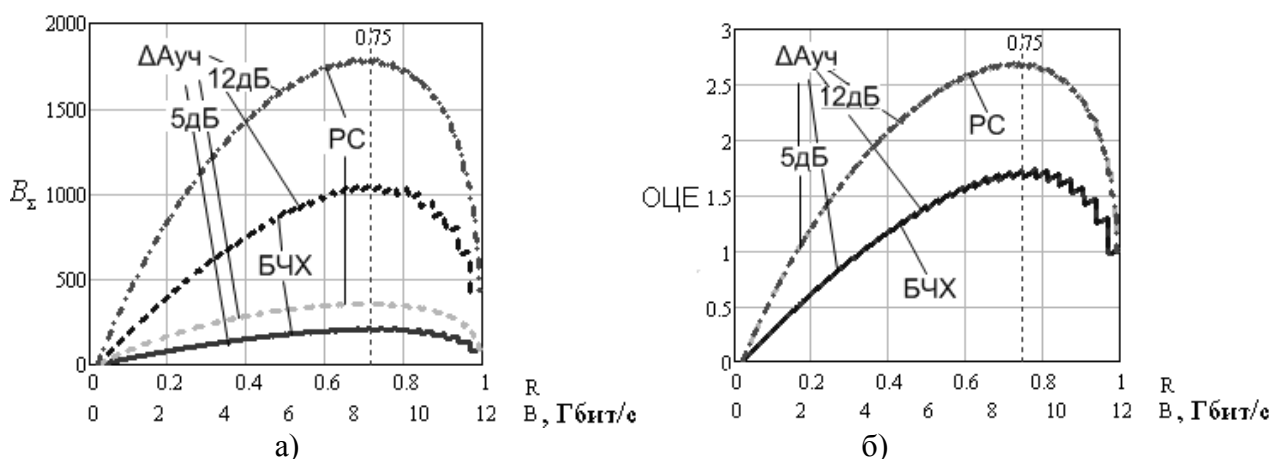 2000
1500
1000
500
0
B_Σ
0.75
ΔАуч
12дБ
5дБ
РС
БЧХ
0 0.2 0.4 0.6 0.8 1 R
0 2 4 6 8 10 12 B, Гбит/с
а)
3
2.5
2
1.5
1
0.5
0
ОЦЕ
0.75
ΔАуч
12дБ
5дБ
РС
БЧХ
0 0.2 0.4 0.6 0.8 1 R
0 2 4 6 8 10 12 B, Гбит/с
б)